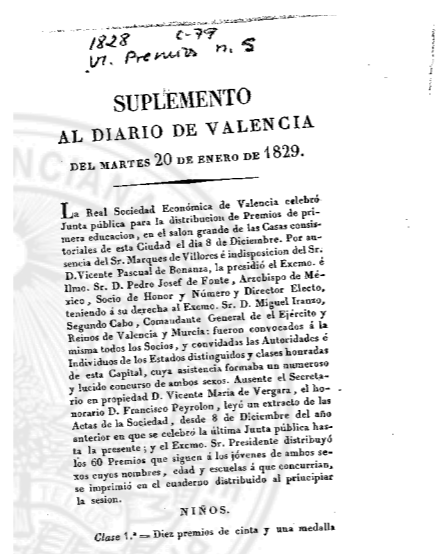 1828 C-79
VI. Premios n. 5
SUPLEMENTO
AL DIARIO DE VALENCIA
DEL MARTES 20 DE ENERO DE 1829.
La Real Sociedad Económica de Valencia celebró
Junta pública para la distribucion de Premios de pri-
mera educacion, en el salon grande de las Casas consis-
toriales de esta Ciudad el dia 8 de Diciembre. Por au-
sencia del Sr. Marques de Villores é indisposicion del Sr.
D. Vicente Pascual de Bonanza, la presidió el Excmo. é
Illmo. Sr. D. Pedro Josef de Fonte, Arzobispo de Mé-
xico, Socio de Honor y Número y Director Electo,
teniendo á su derecha al Excmo. Sr. D. Miguel Iranzo,
Segundo Cabo, Comandante General de el Ejército y
Reinos de Valencia y Murcia: fueron convocados á la
misma todos los Socios, y convidadas las Autoridades é
Individuos de los Estados distinguidos y clases honradas
de esta Capital, cuya asistencia formaba un numeroso
y lucido concurso de ambos sexos. Ausente el Secreta-
rio en propiedad D. Vicente Maria de Vergara, el ho-
norario D. Francisco Peyrolon, leyó un extracto de las
Actas de la Sociedad, desde 8 de Diciembre del año
anterior en que se celebró la última Junta pública has-
ta la presente; y el Excmo. Sr. Presidente distribuyó
los 60 Premios que siguen á los jóvenes de ambos se-
xos cuyos nombres, edad y escuelas á que concurrian,
se imprimió en el cuaderno distribuido al principiar
la sesion.
NIÑOS.
Clase 1.ª = Diez premios de cinta y una medalla